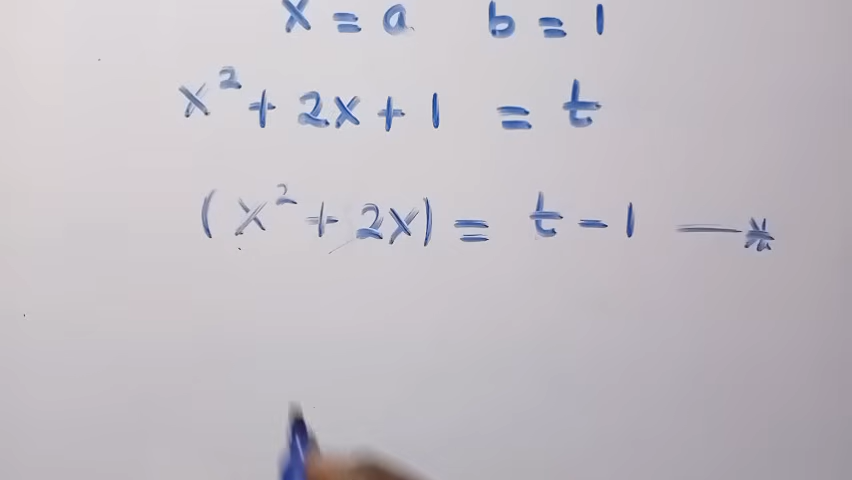 x = a b = 1
x² + 2x + 1 = t
(x² + 2x) = t - 1 — *